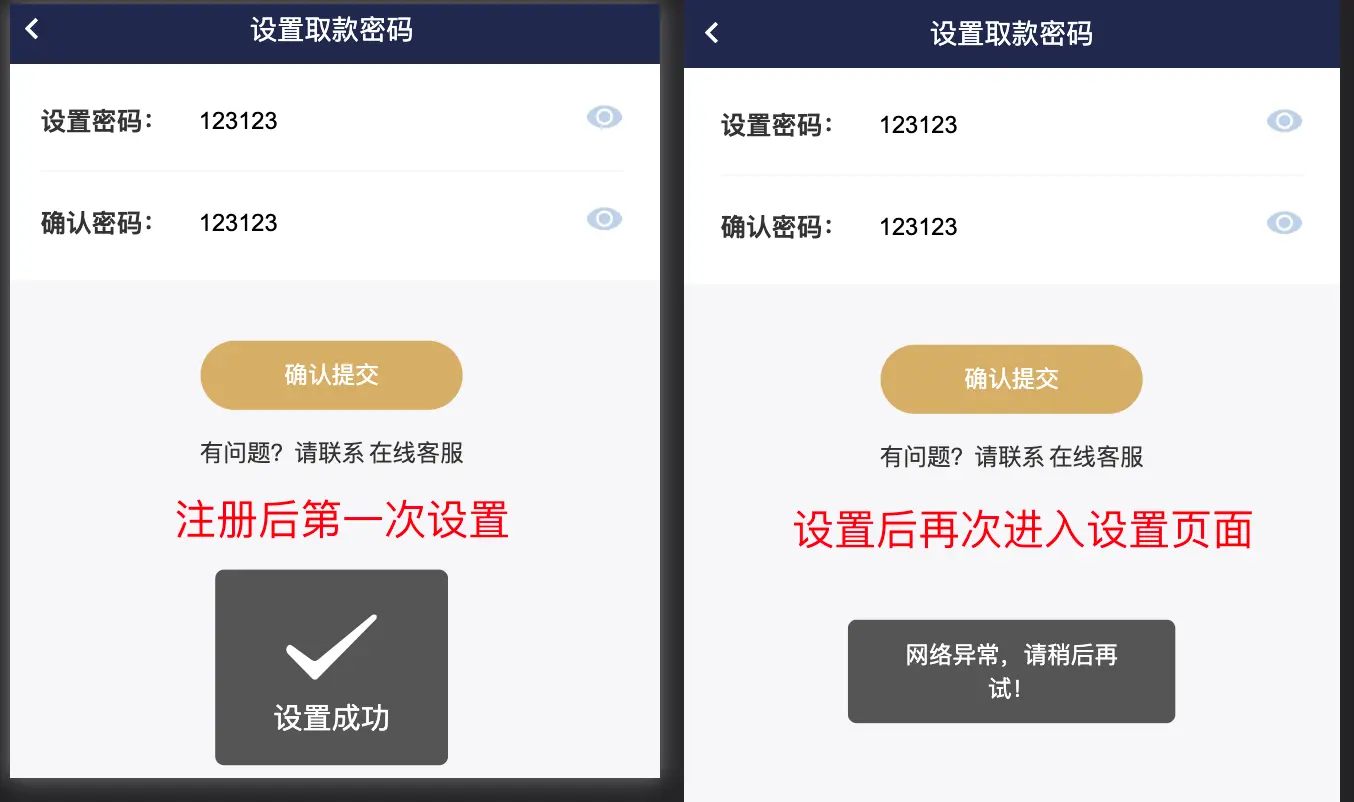 设置取款密码
设置密码： 123123
确认密码： 123123
确认提交
有问题？请联系 在线客服
注册后第一次设置
设置成功
设置取款密码
设置密码： 123123
确认密码： 123123
确认提交
有问题？请联系 在线客服
设置后再次进入设置页面
网络异常，请稍后再
试！